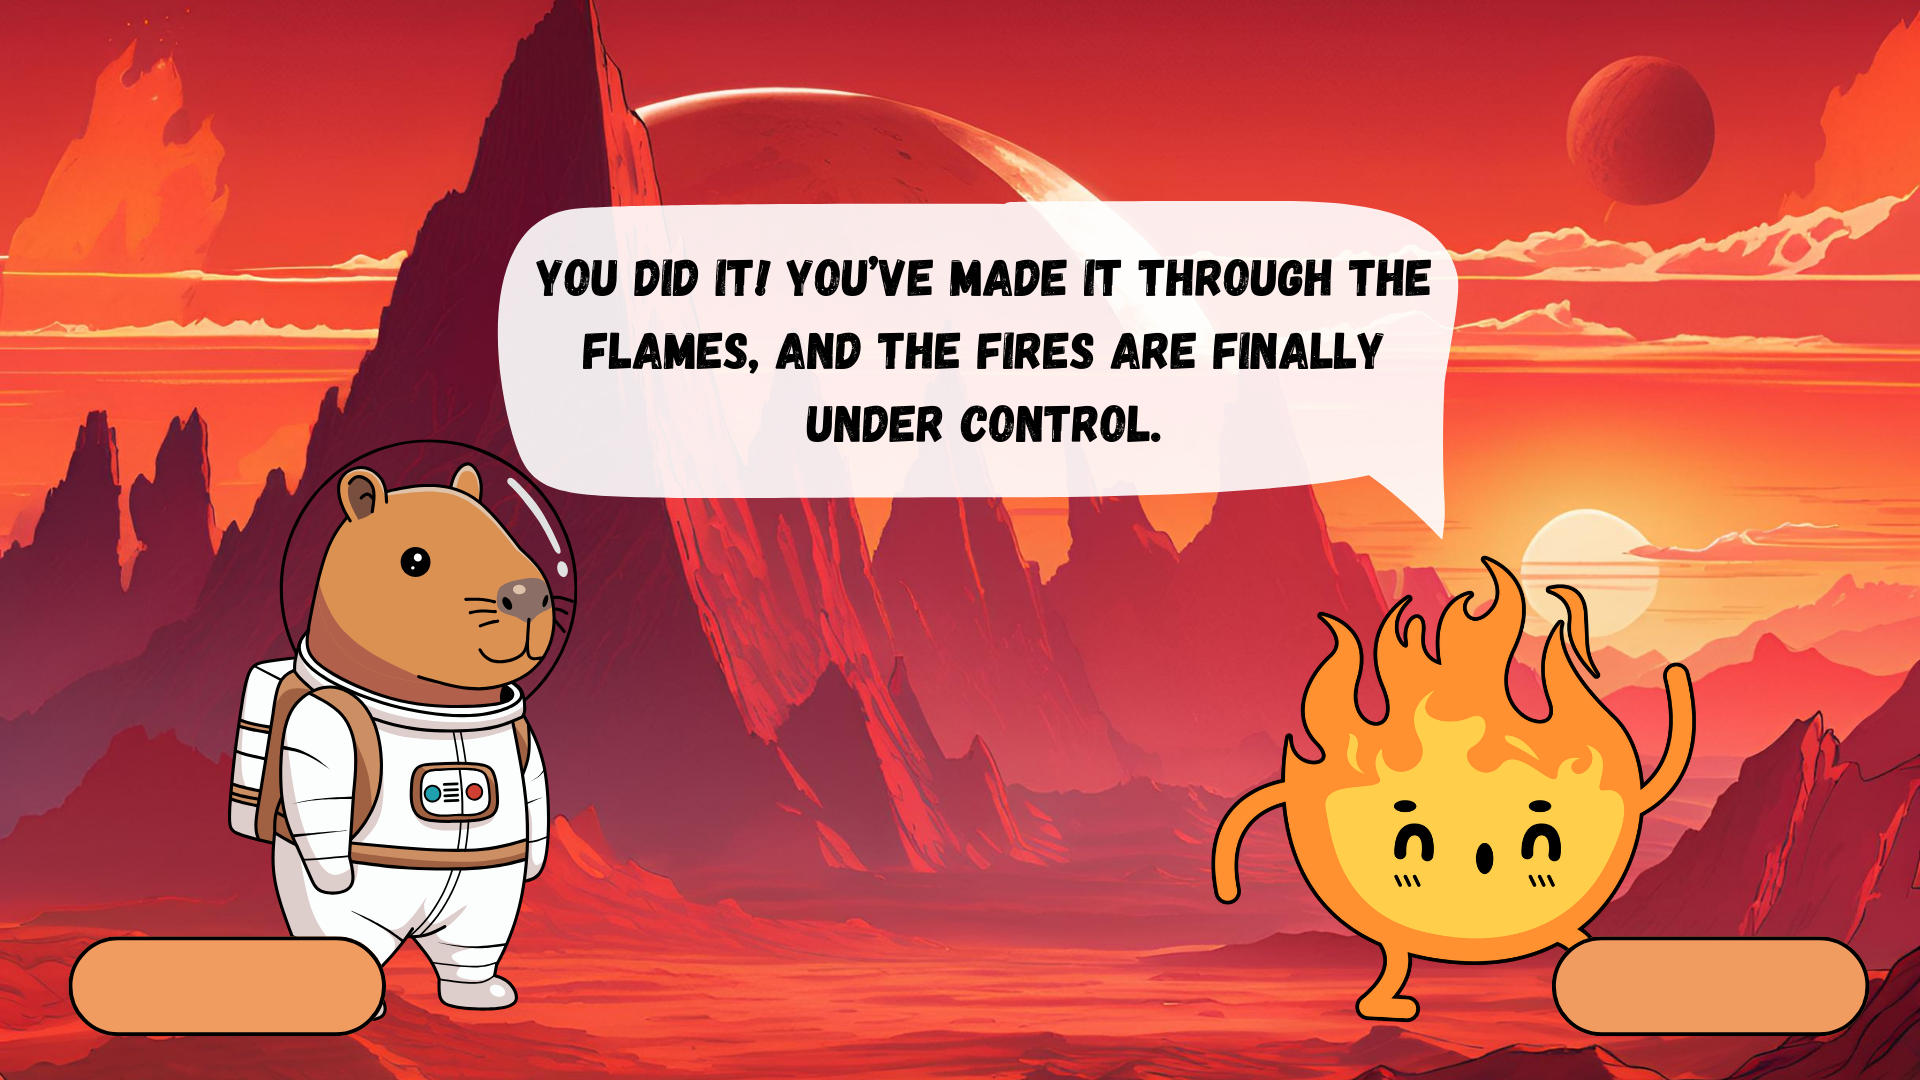 YOU DID IT! YOU’VE MADE IT THROUGH THE
FLAMES, AND THE FIRES ARE FINALLY
UNDER CONTROL.